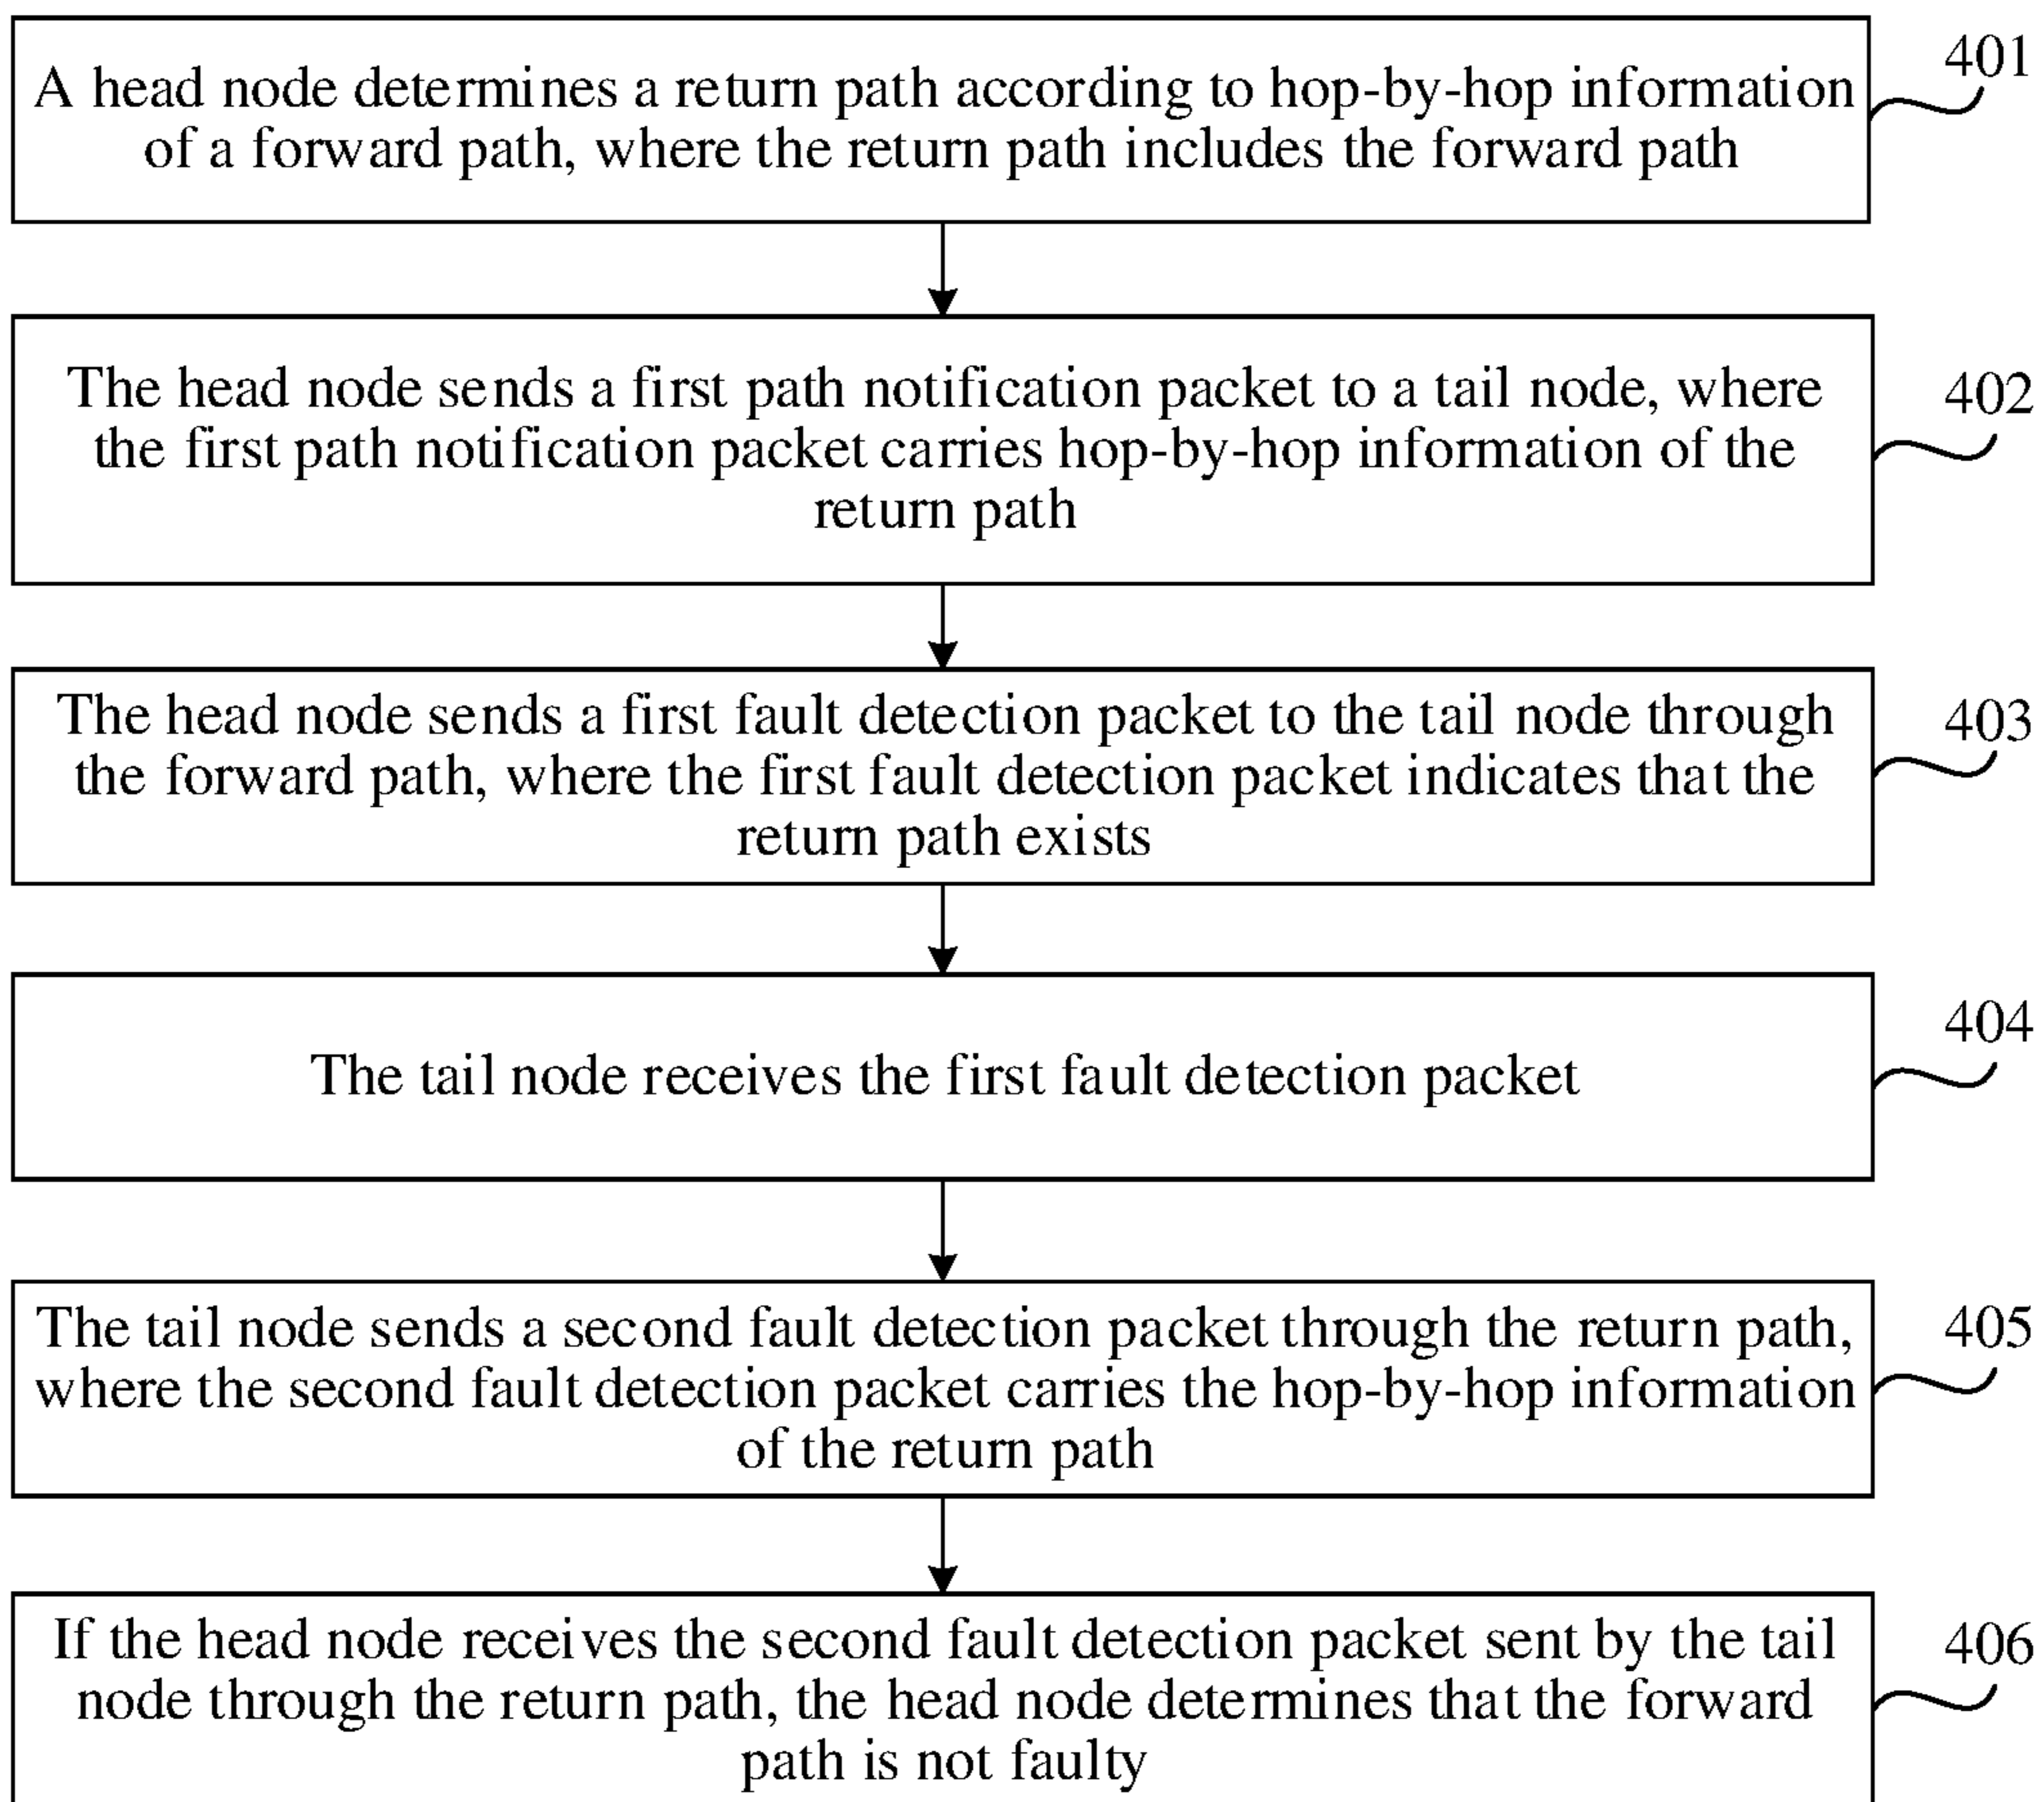 A head node determines a return path according to hop-by-hop information
of a forward path, where the return path includes the forward path
401
The head node sends a first path notification packet to a tail node, where
the first path notification packet carries hop-by-hop information of the
return path
402
The head node sends a first fault detection packet to the tail node through
the forward path, where the first fault detection packet indicates that the
return path exists
403
The tail node receives the first fault detection packet
404
The tail node sends a second fault detection packet through the return path,
where the second fault detection packet carries the hop-by-hop information
of the return path
405
If the head node receives the second fault detection packet sent by the tail
node through the return path, the head node determines that the forward
path is not faulty
406